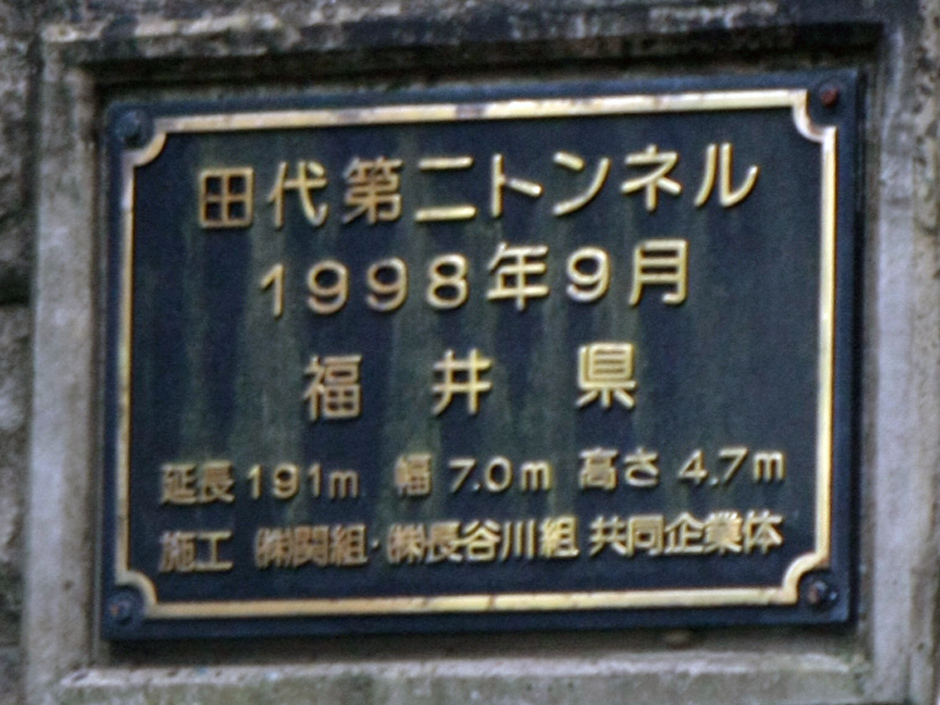 田代第二トンネル
1998年9月
福井県
延長191m 幅7.0m 高さ4.7m
施工 ㈱関組・㈱長谷川組 共同企業体